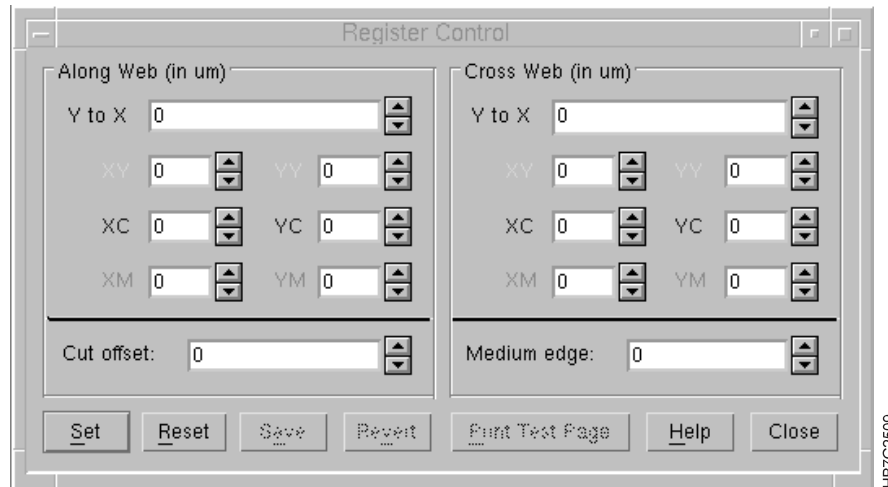 Register Control
Along Web (in um)
Y to X 0
XY 0 YY 0
XC 0 YC 0
XM 0 YM 0
Cut offset: 0
Cross Web (in um)
Y to X 0
XY 0 YY 0
XC 0 YC 0
XM 0 YM 0
Medium edge: 0
Set Reset Save Revert Print Test Page Help Close